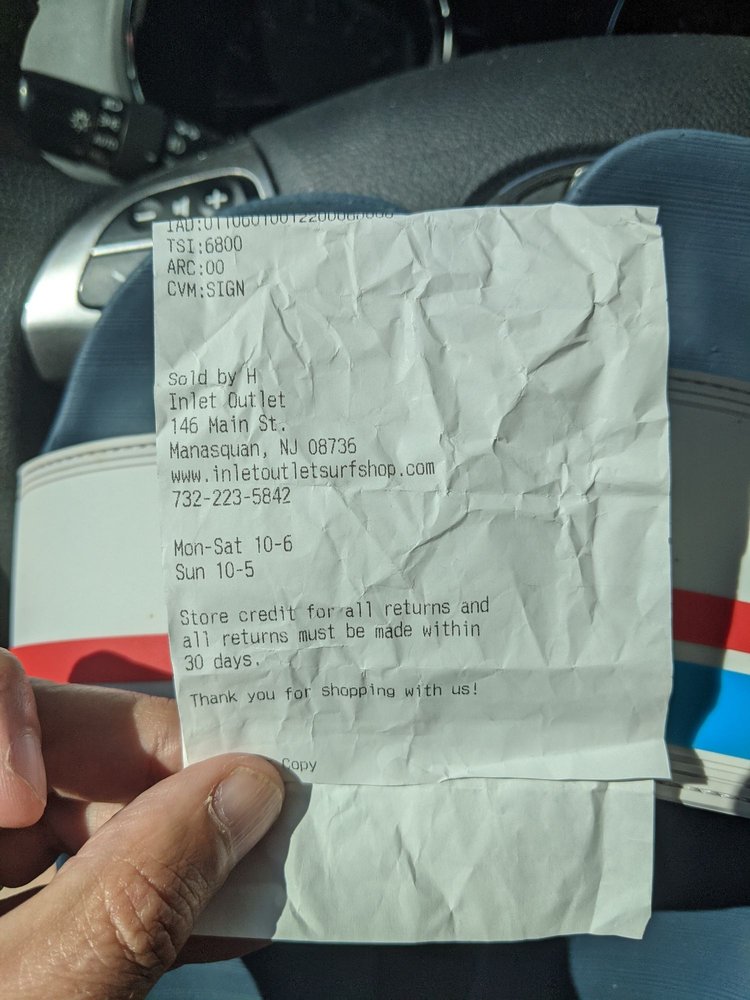 TSI:6800
ARC:00
CVM:SIGN
Sold by H
Inlet Outlet
146 Main St.
Manasquan, NJ 08736
www.inletoutletsurfshop.com
732-223-5842
Mon-Sat 10-6
Sun 10-5
Store credit for all returns and
all returns must be made within
30 days.
Thank you for shopping with us!
Copy